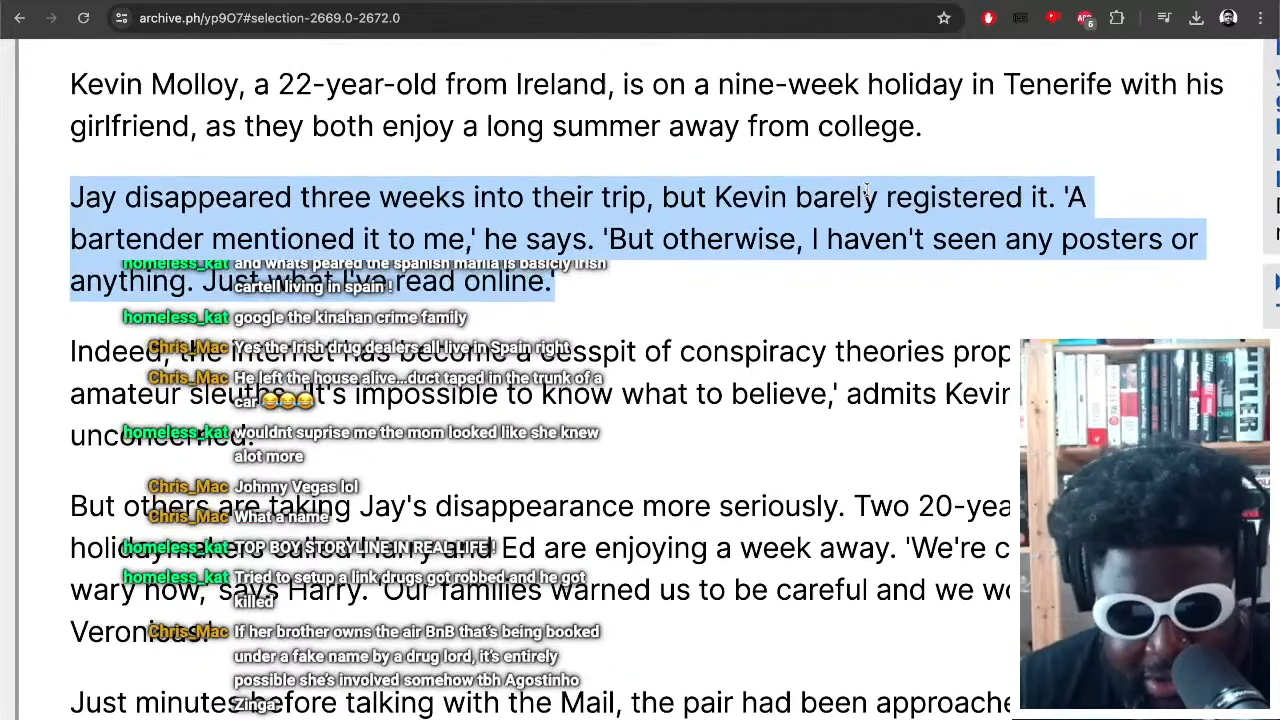 archive.ph/yp9O7#selection-2669.0-2672.0
6
Kevin Molloy, a 22-year-old from Ireland, is on a nine-week holiday in Tenerife with his
girlfriend, as they both enjoy a long summer away from college.
Jay disappeared three weeks into their trip, but Kevin barely registered it. 'A
bartender mentioned it to me,' he says. 'But otherwise, I haven't seen any posters or
anything. Just what I've read online.'
homeless_kat and whats peared the spanish mafia is basicly irish
cartell living in spain !
homeless_kat google the kinahan crime family
Chris_Mac Yes the Irish drug dealers all live in Spain right
Chris_Mac He left the house alive...duct taped in the trunk of a
car 😂😂😂
homeless_kat wouldnt suprise me the mom looked like she knew
alot more
Chris_Mac Johnny Vegas lol
Chris_Mac What a name
homeless_kat TOP BOY STORYLINE IN REAL LIFE !
homeless_kat Tried to setup a link drugs got robbed and he got
killed
Chris_Mac If her brother owns the air BnB that's being booked
under a fake name by a drug lord, it's entirely
possible she's involved somehow tbh Agostinho
Zinga
Indeed, the internet has become a cesspit of conspiracy theories prop
amateur sleuths. It's impossible to know what to believe,' admits Kevin
unconcerned.
But others are taking Jay's disappearance more seriously. Two 20-yea
holidaymakers called Harry and Ed are enjoying a week away. 'We're c
wary now,' says Harry. 'Our families warned us to be careful and we wo
Veronicas.'
Just minutes before talking with the Mail, the pair had been approache
HITTER